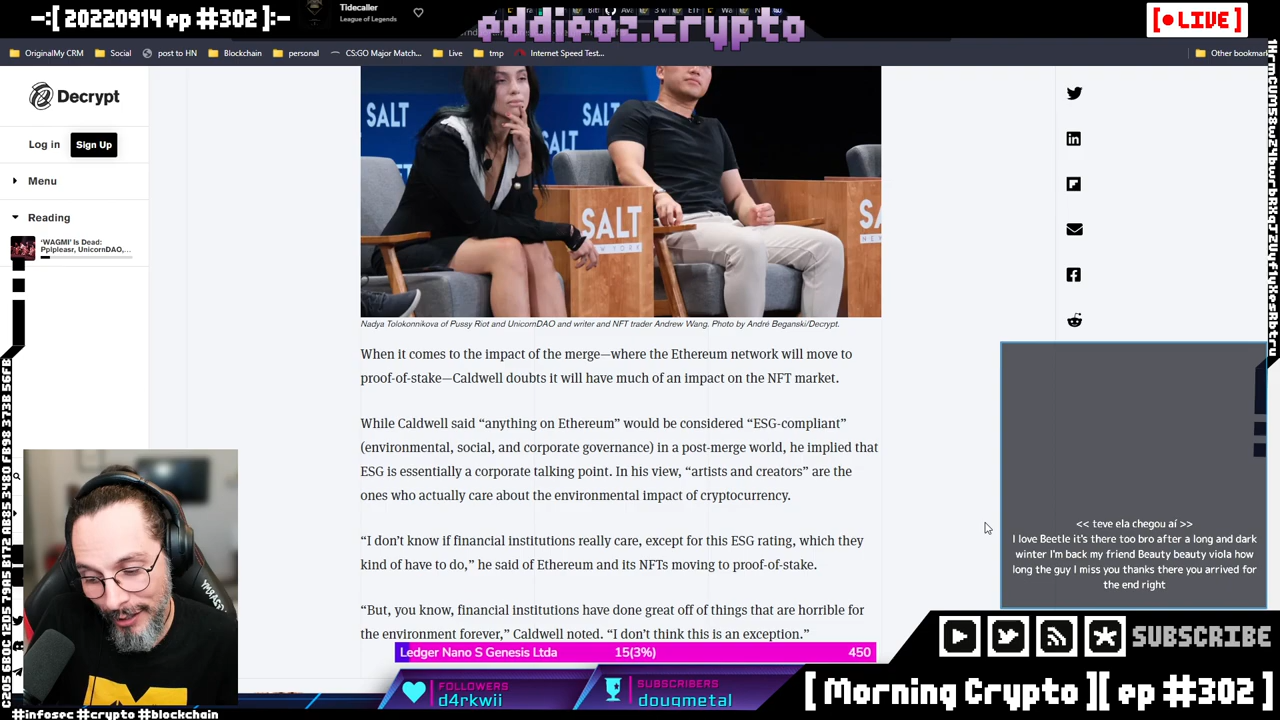 -:[ 20220914 ep #302 ]:-
Tidecaller
League of Legends
eddieoz.crypto
[ LIVE ]
OriginalMy CRM
Social
post to HN
Blockchain
personal
CS:GO Major Match...
Live
tmp
Internet Speed Test...
Other bookmar
Decrypt
Log in
Sign Up
Menu
Reading
'WAGMI' Is Dead:
Pplpleasr, UnicornDAO,...
SALT
SALT
SALT
SALT
Nadya Tolokonnikova of Pussy Riot and UnicornDAO and writer and NFT trader Andrew Wang. Photo by André Beganski/Decrypt.
When it comes to the impact of the merge—where the Ethereum network will move to
proof-of-stake—Caldwell doubts it will have much of an impact on the NFT market.
While Caldwell said “anything on Ethereum” would be considered “ESG-compliant”
(environmental, social, and corporate governance) in a post-merge world, he implied that
ESG is essentially a corporate talking point. In his view, “artists and creators” are the
ones who actually care about the environmental impact of cryptocurrency.
“I don’t know if financial institutions really care, except for this ESG rating, which they
kind of have to do,” he said of Ethereum and its NFTs moving to proof-of-stake.
“But, you know, financial institutions have done great off of things that are horrible for
the environment forever,” Caldwell noted. “I don’t think this is an exception.”
<< teve ela chegou aí >>
I love Beetle it's there too bro after a long and dark
winter I'm back my friend Beauty beauty viola how
long the guy I miss you thanks there you arrived for
the end right
Ledger Nano S Genesis Ltda 15(3%) 450
FOLLOWERS
d4rkwii
SUBSCRIBERS
dougmetal
SUBSCRIBE
[ Morning Crypto ][ ep #302 ]
#infosec #crypto #blockchain